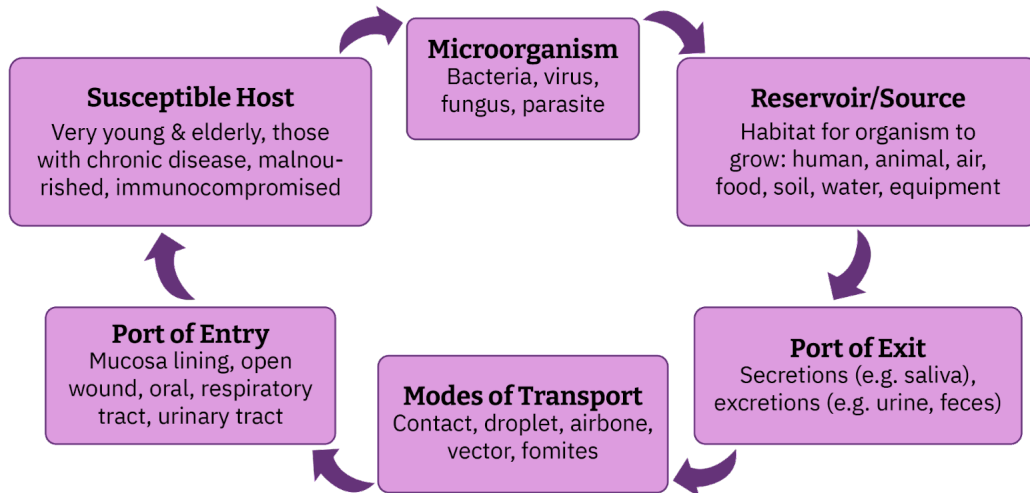 Microorganism
Bacteria, virus,
fungus, parasite
Reservoir/Source
Habitat for organism to
grow: human, animal, air,
food, soil, water, equipment
Port of Exit
Secretions (e.g. saliva),
excretions (e.g. urine, feces)
Modes of Transport
Contact, droplet, airbone,
vector, fomites
Port of Entry
Mucosa lining, open
wound, oral, respiratory
tract, urinary tract
Susceptible Host
Very young & elderly, those
with chronic disease, malnou-
rished, immunocompromised